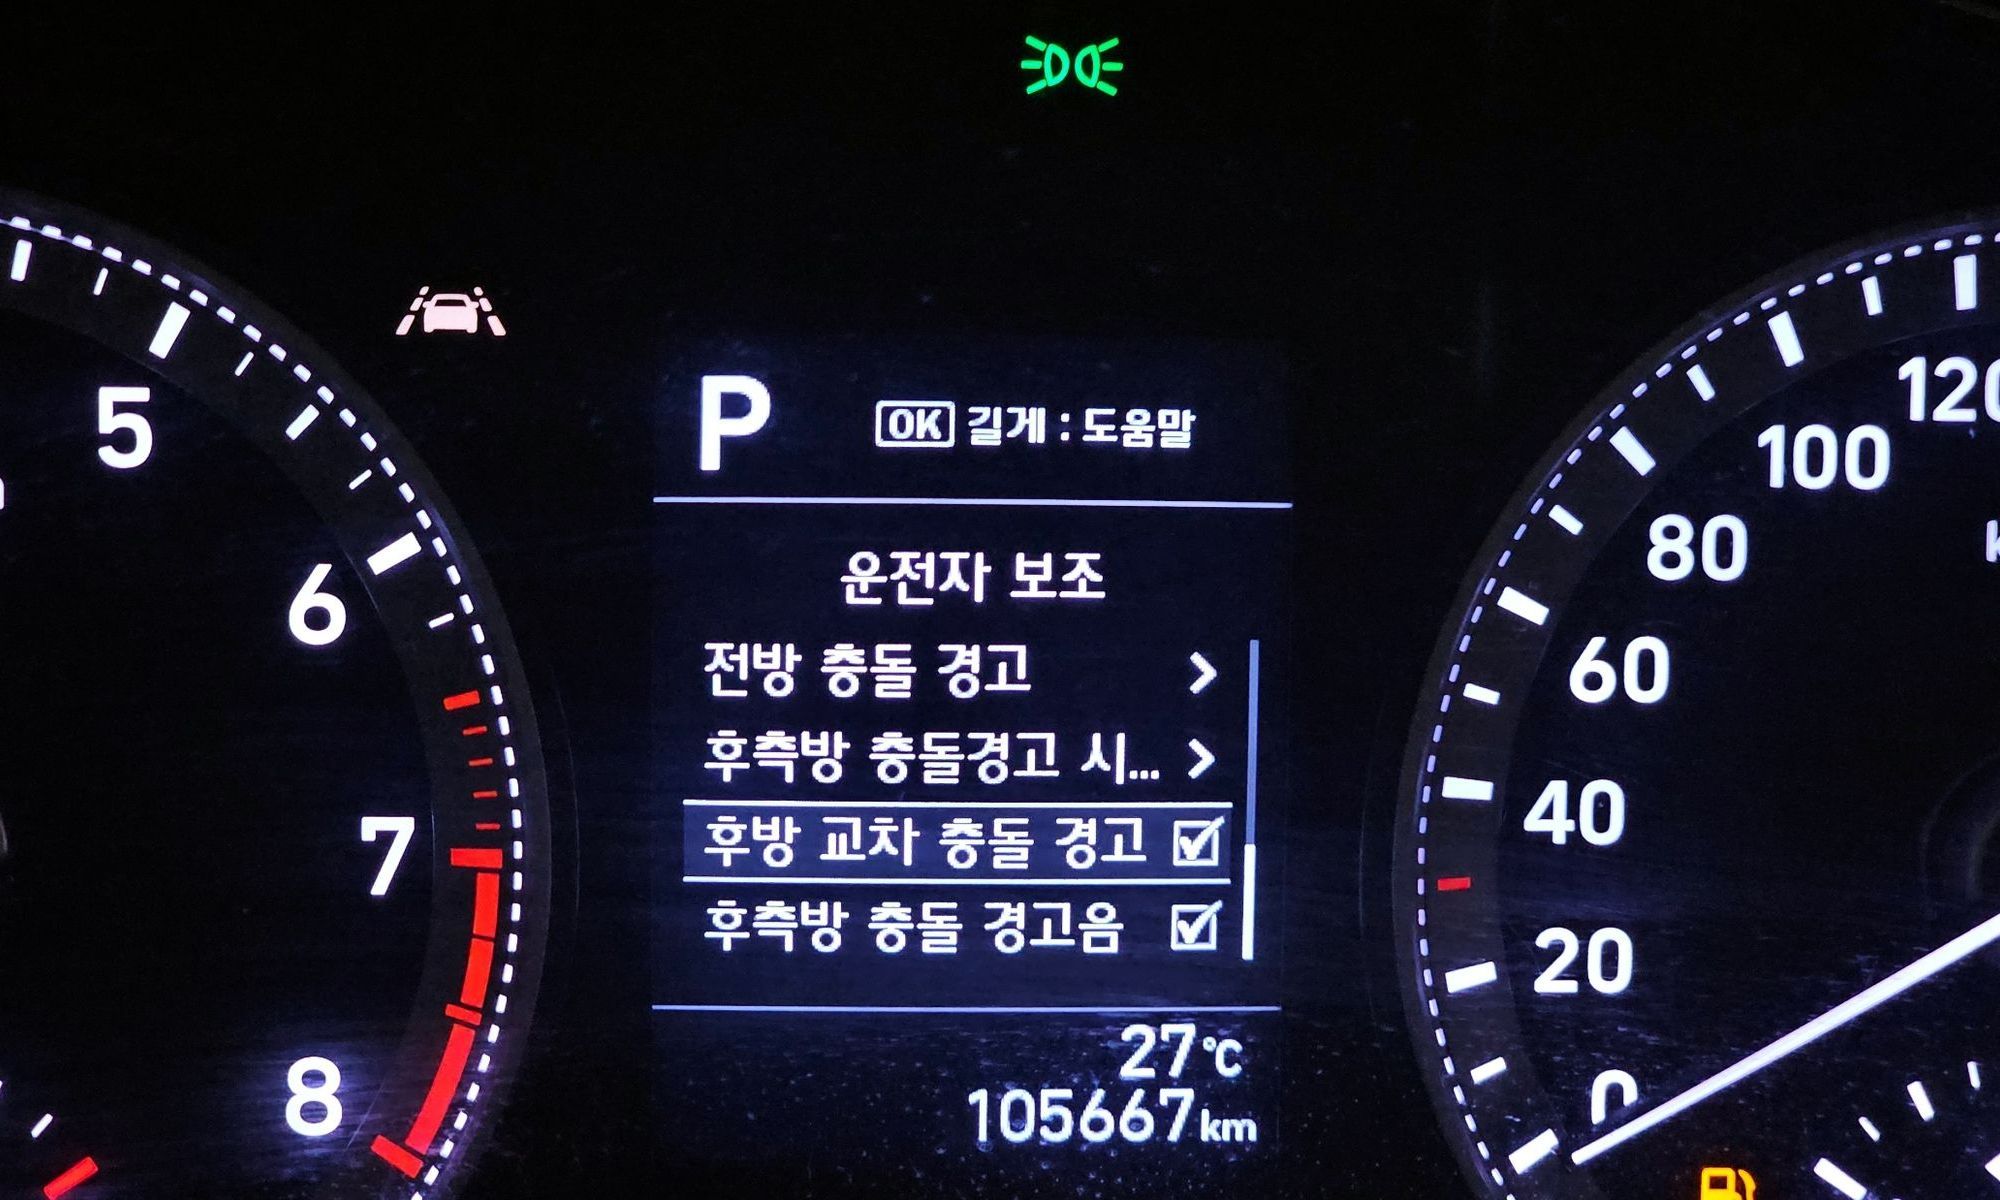 P
OK 길게 : 도움말
운전자 보조
전방 충돌 경고
후측방 충돌경고 시...
후방 교차 충돌 경고
후측방 충돌 경고음
27°C
105667km
5
6
7
8
120
100
80
60
40
20
0